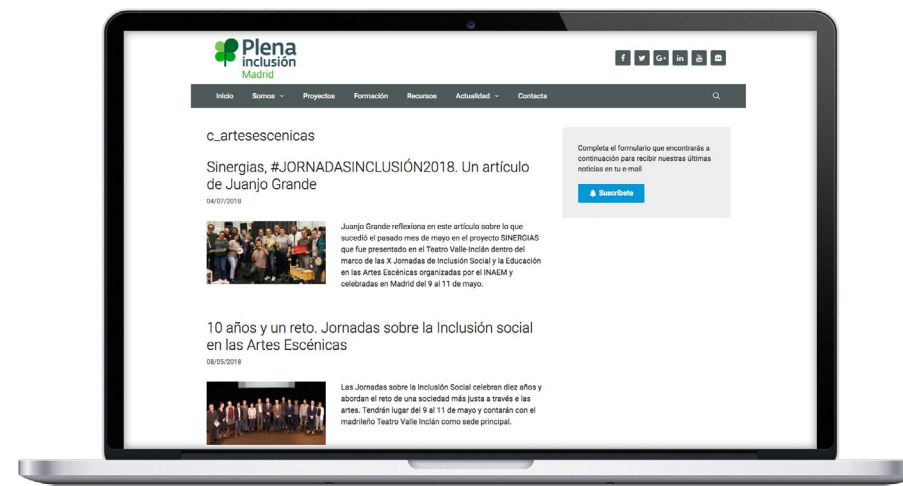 Plena
inclusión
Madrid
f G+ in You
Inicio Somos Proyectos Formación Recursos Actualidad Contacta
c_artesescenicas
Sinergias, #JORNADASINCLUSIÓN2018. Un artículo
de Juanjo Grande
04/07/2018
Juanjo Grande reflexiona en este artículo sobre lo que
sucedió el pasado mes de mayo en el proyecto SINERGIAS
que fue presentado en el Teatro Valle-Inclán dentro del
marco de las X Jornadas de Inclusión Social y la Educación
en las Artes Escénicas organizadas por el INAEM y
celebradas en Madrid del 9 al 11 de mayo.
10 años y un reto. Jornadas sobre la Inclusión social
en las Artes Escénicas
08/05/2018
Las Jornadas sobre la Inclusión Social celebran diez años y
abordan el reto de una sociedad más justa a través e las
artes. Tendrán lugar del 9 al 11 de mayo y contarán con el
madrileño Teatro Valle Inclán como sede principal.
Completa el formulario que encontrarás a
continuación para recibir nuestras últimas
noticias en tu e-mail
Suscríbete